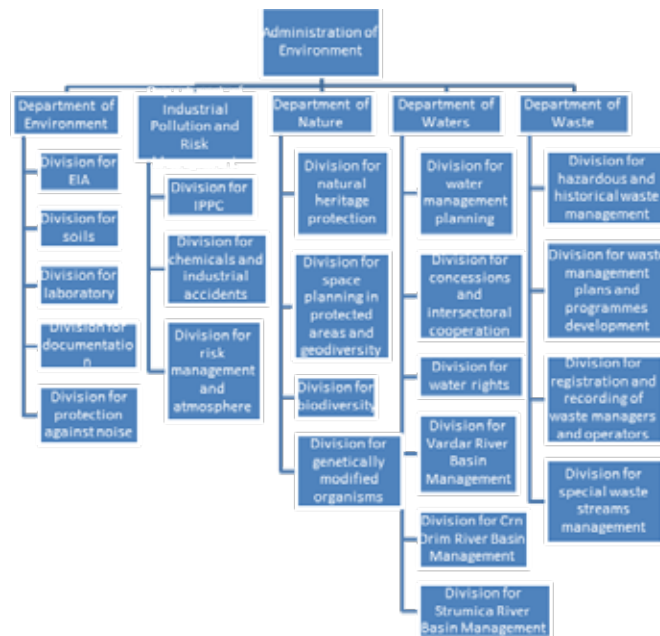 Administration of
Environment
Department of
Environment
Division for
EIA
Division for
soils
Division for
laboratory
Division for
documentatio
n
Division for
protection against noise
Industrial
Pollution and
Risk
Division for
IPPC
Division for
chemicals and
industrial
accidents
Division for
risk
management
and
atmosphere
Department of
Nature
Division for
natural
heritage
protection
Division for
space
planning in
protected
areas and
geodiversity
Division for
biodiversity
Division for
genetically
modified
organisms
Department of
Waters
Division for
water
management
planning
Division for
concessions
and
intersectoral
cooperation
Division for
water rights
Division for
Vardar River
Basin
Management
Division for Crn
Drim River Basin
Management
Division for
Strumica River
Basin Management
Department of
Waste
Division for
hazardous and
historical waste
management
Division for waste
management
plans and
programmes
development
Division for
registration and
recording of
waste managers
and operators
Division for
special waste
streams
management